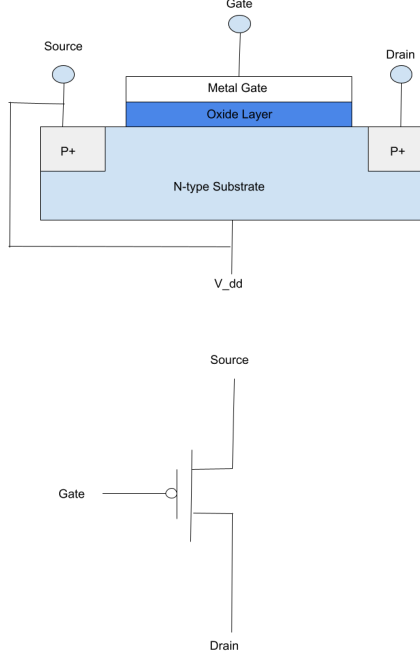 Gate
Source
Drain
Metal Gate
Oxide Layer
P+
P+
N-type Substrate
V_dd
Source
Gate
Drain